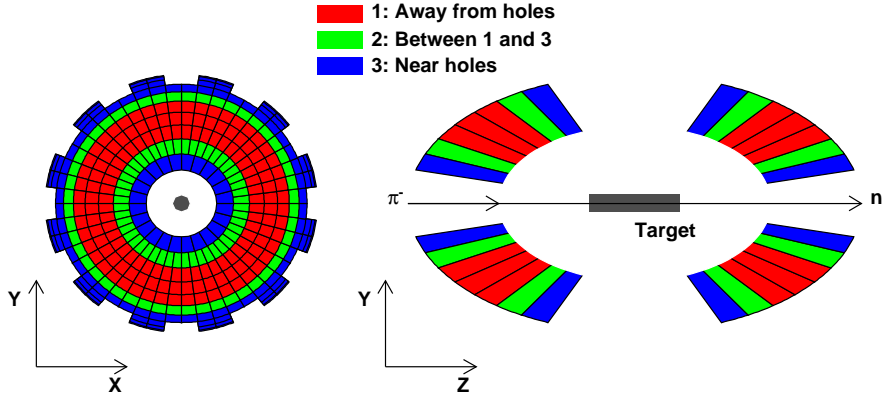 1: Away from holes
2: Between 1 and 3
3: Near holes
π-
n
Target
Y
X
Y
Z